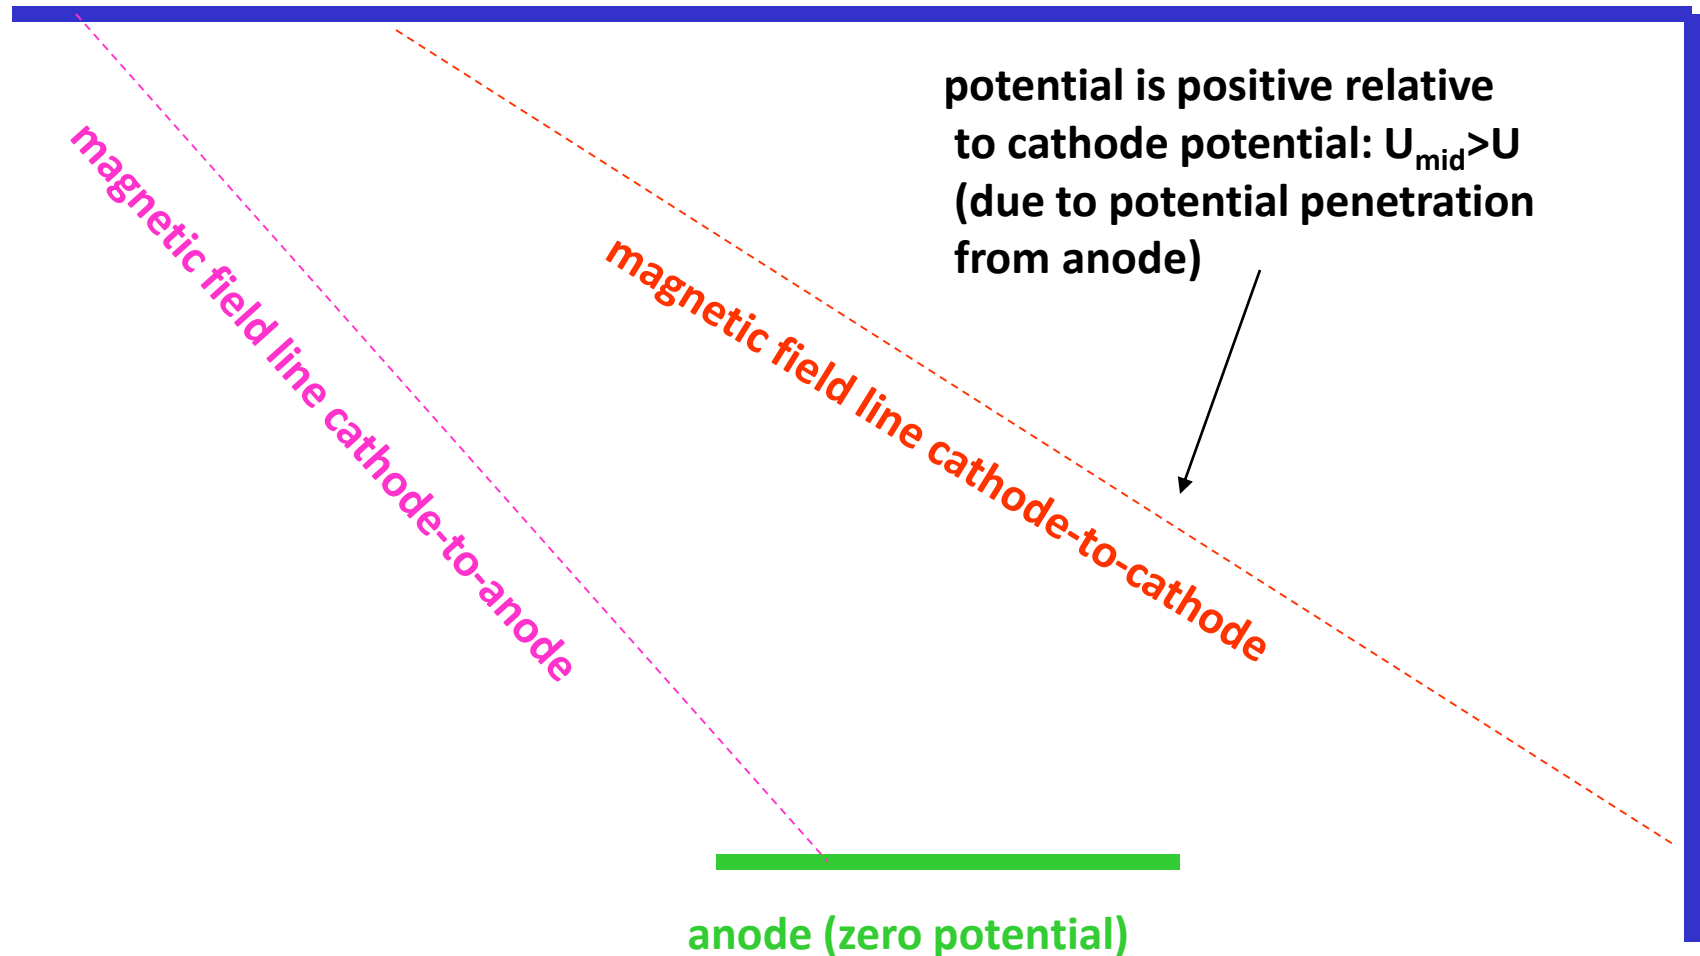 potential is positive relative
to cathode potential: Umid>U
(due to potential penetration
from anode)
magnetic field line cathode-to-anode
magnetic field line cathode-to-cathode
anode (zero potential)